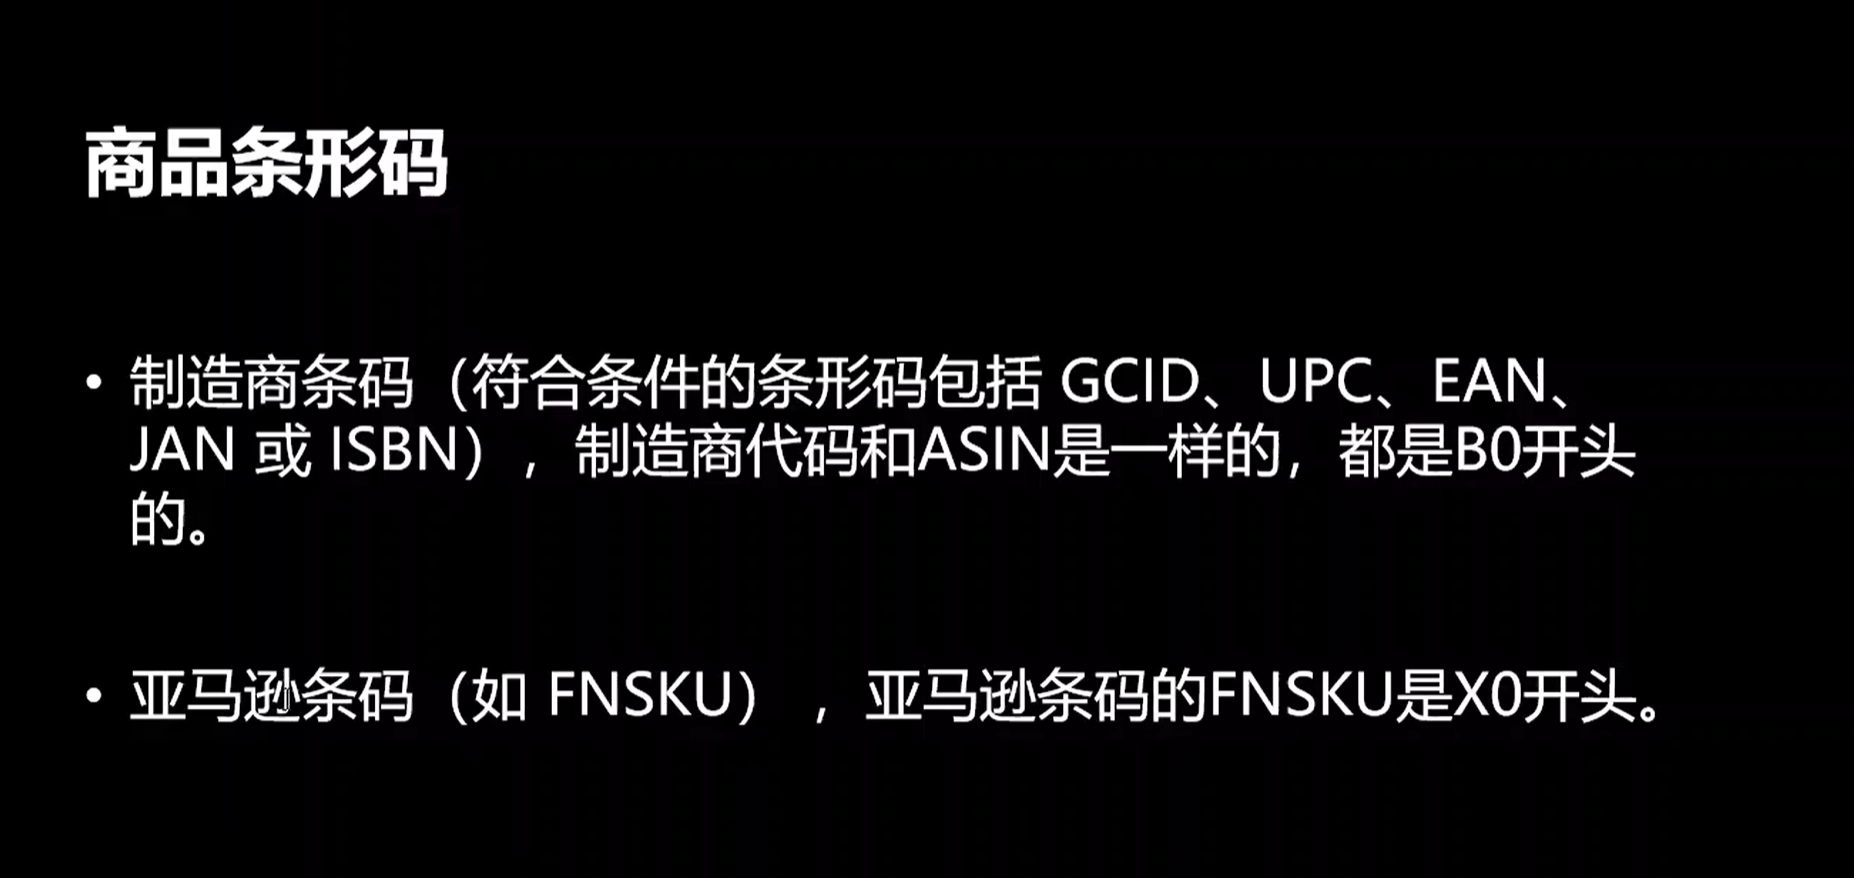 商品条形码
• 制造商条码（符合条件的条形码包括 GCID、UPC、EAN、
JAN 或 ISBN），制造商代码和ASIN是一样的，都是B0开头
的。
• 亚马逊条码（如 FNSKU），亚马逊条码的FNSKU是X0开头。